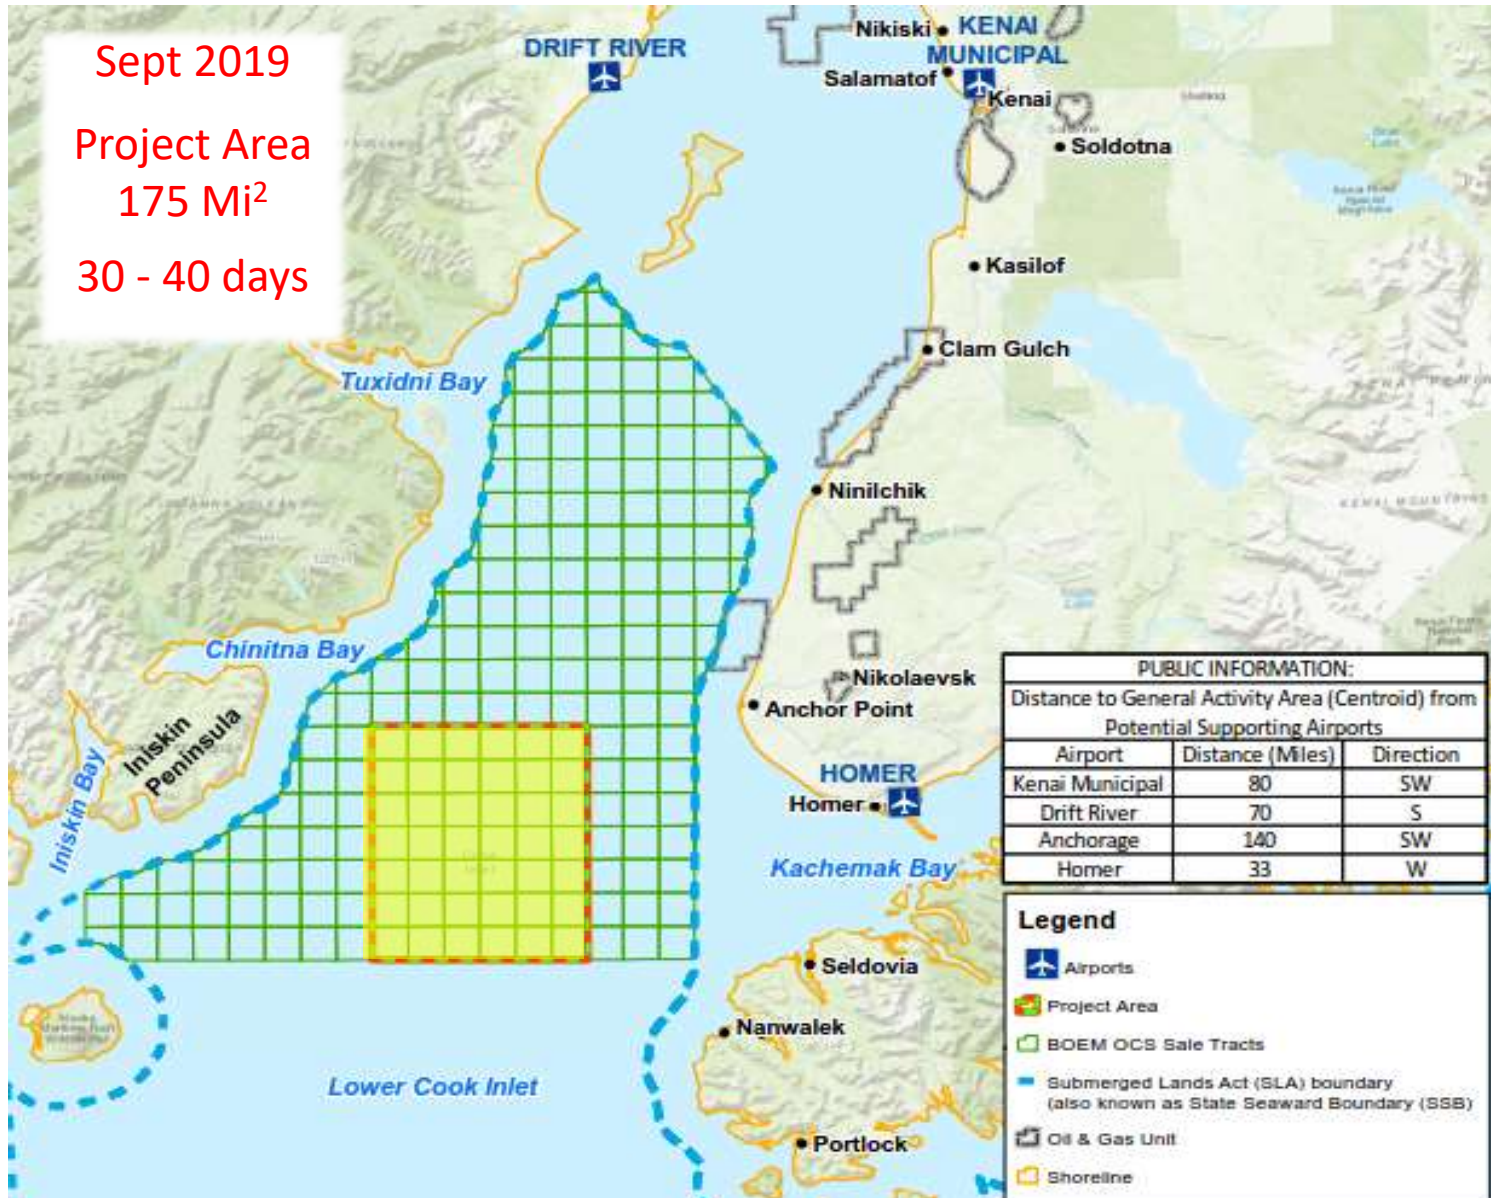 Sept 2019
Project Area
175 Mi²
30 - 40 days
DRIFT RIVER
Nikiski
KENAI
MUNICIPAL
Salamatof
Kenai
Soldotna
Kasilof
Clam Gulch
Tuxidni Bay
Ninilchik
KENAI MOUNTAINS
Chinitna Bay
Nikolaevsk
Anchor Point
Iniskin
Peninsula
Iniskin Bay
HOMER
Homer
Kachemak Bay
Seldovia
Nanwalek
Lower Cook Inlet
Portlock
PUBLIC INFORMATION:
Distance to General Activity Area (Centroid) from
Potential Supporting Airports
Airport Distance (Miles) Direction
Kenai Municipal 80 SW
Drift River 70 S
Anchorage 140 SW
Homer 33 W
Legend
Airports
Project Area
BOEM OCS Sale Tracts
Submerged Lands Act (SLA) boundary
(also known as State Seaward Boundary (SSB)
Oil & Gas Unit
Shoreline